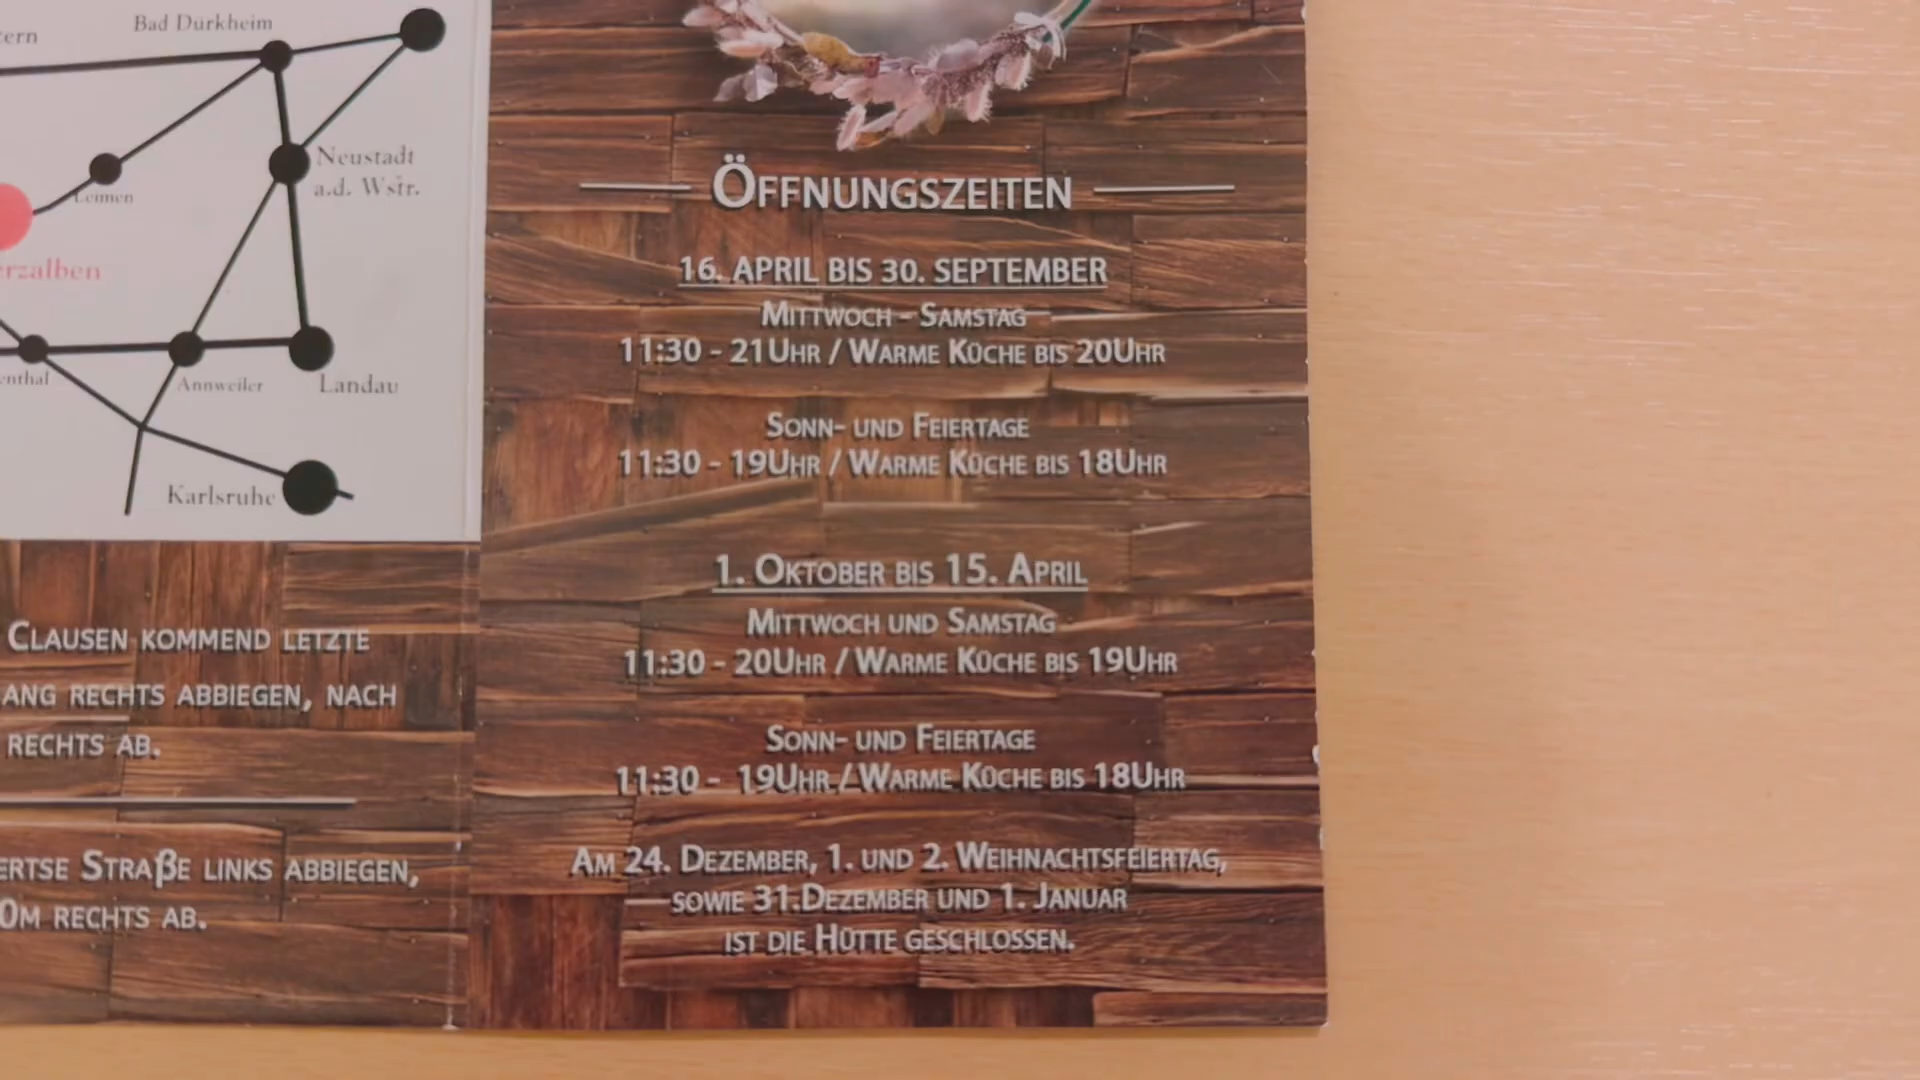 Bad Dürkheim
Neustadt
a.d. Wstr.
Annweiler
Landau
Karlsruhe
CLAUSEN KOMMEND LETZTE
RECHTS ABBIEGEN, NACH
RECHTS AB.
STRAßE LINKS ABBIEGEN,
RECHTS AB.
ÖFFNUNGSZEITEN
16. APRIL BIS 30. SEPTEMBER
MITTWOCH - SAMSTAG
11:30 - 21UHR / WARME KÜCHE BIS 20UHR
SONN- UND FEIERTAGE
11:30 - 19UHR / WARME KÜCHE BIS 18UHR
1. OKTOBER BIS 15. APRIL
MITTWOCH UND SAMSTAG
11:30 - 20UHR / WARME KÜCHE BIS 19UHR
SONN- UND FEIERTAGE
11:30 - 19UHR / WARME KÜCHE BIS 18UHR
AM 24. DEZEMBER, 1. UND 2. WEIHNACHTSFEIERTAG,
SOWIE 31.DEZEMBER UND 1. JANUAR
IST DIE HÜTTE GESCHLOSSEN.